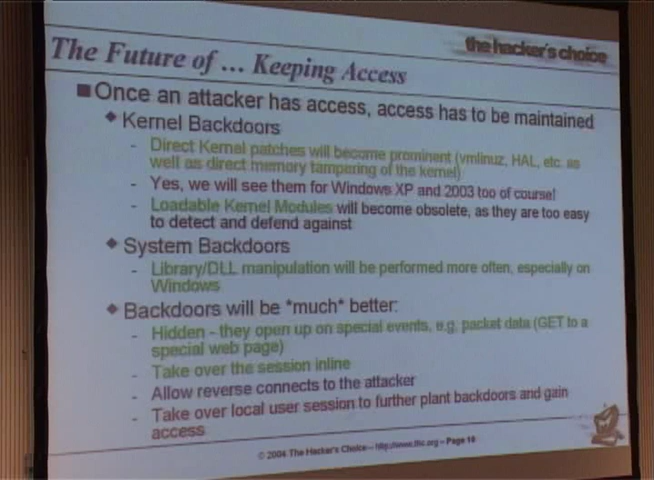 the hacker's choice
The Future of ... Keeping Access
Once an attacker has access, access has to be maintained
Kernel Backdoors
- Direct Kernel patches will become prominent (vmlinuz, HAL, etc. as
well as direct memory tampering of the kernel)
- Yes, we will see them for Windows XP and 2003 too of course!
- Loadable Kernel Modules will become obsolete, as they are too easy
to detect and defend against
System Backdoors
- Library/DLL manipulation will be performed more often, especially on
Windows
Backdoors will be *much* better:
- Hidden - they open up on special events, e.g. packet data (GET to a
special web page)
- Take over the session inline
- Allow reverse connects to the attacker
- Take over local user session to further plant backdoors and gain
access
© 2004 The Hacker's Choice – http://www.thc.org – Page 18